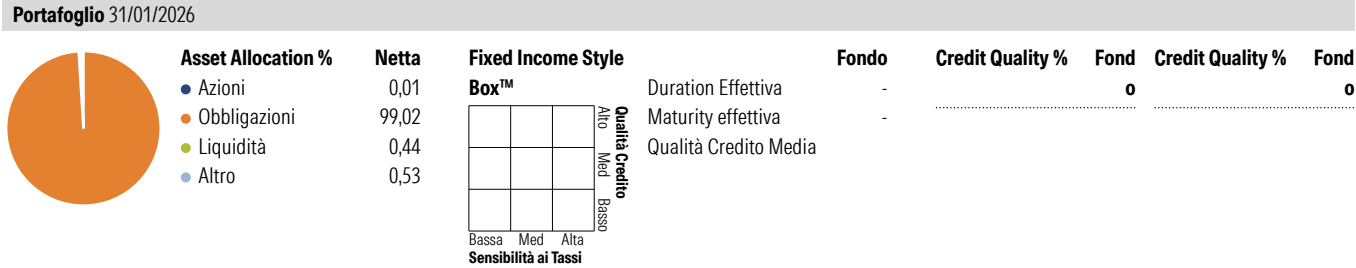 Portafoglio 31/01/2026
Asset Allocation % Netta
Azioni 0,01
Obbligazioni 99,02
Liquidità 0,44
Altro 0,53
Fixed Income Style
Box™
Alto Med Basso
Qualità Credito
Bassa Med Alta
Sensibilità ai Tassi
Fondo
Duration Effettiva -
Maturity effettiva -
Qualità Credito Media
Credit Quality % Fond
o
Credit Quality % Fond
o